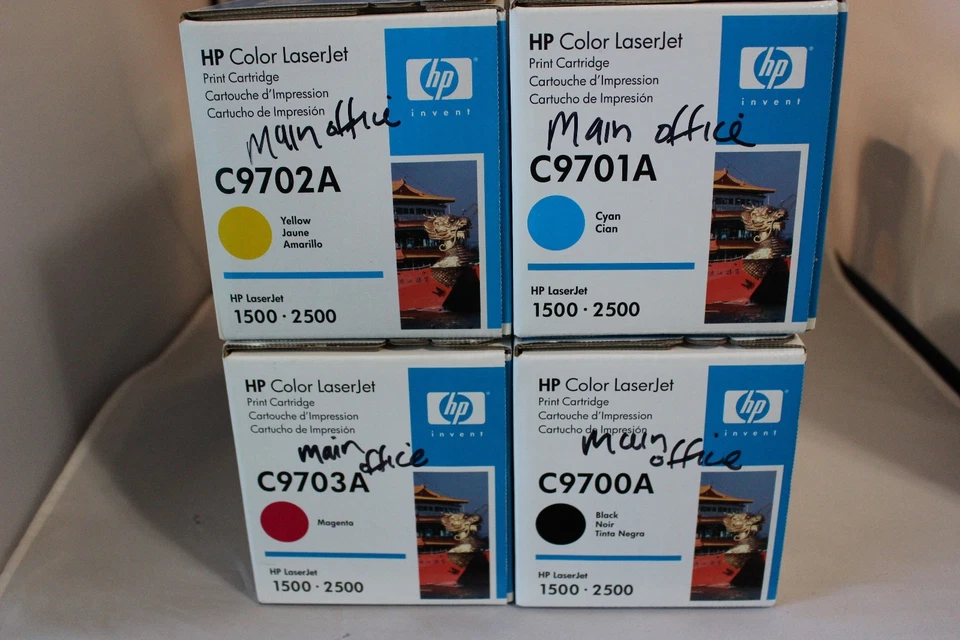 HP Color LaserJet
Print Cartridge
Cartouche d'Impression
Cartucho de Impresión
hp
invent
Main office
C9702A
Yellow
Jaune
Amarillo
HP LaserJet
1500 · 2500
HP Color LaserJet
Print Cartridge
Cartouche d'Impression
Cartucho de Impresión
hp
invent
Main office
C9701A
Cyan
Cian
HP LaserJet
1500 · 2500
HP Color LaserJet
Print Cartridge
Cartouche d'Impression
Cartucho de Impresión
hp
invent
main
office
C9703A
Magenta
HP LaserJet
1500 · 2500
HP Color LaserJet
Print Cartridge
Cartouche d'Impression
Cartucho de Impresión
hp
invent
Main
office
C9700A
Black
Noir
Tinta Negra
HP LaserJet
1500 · 2500